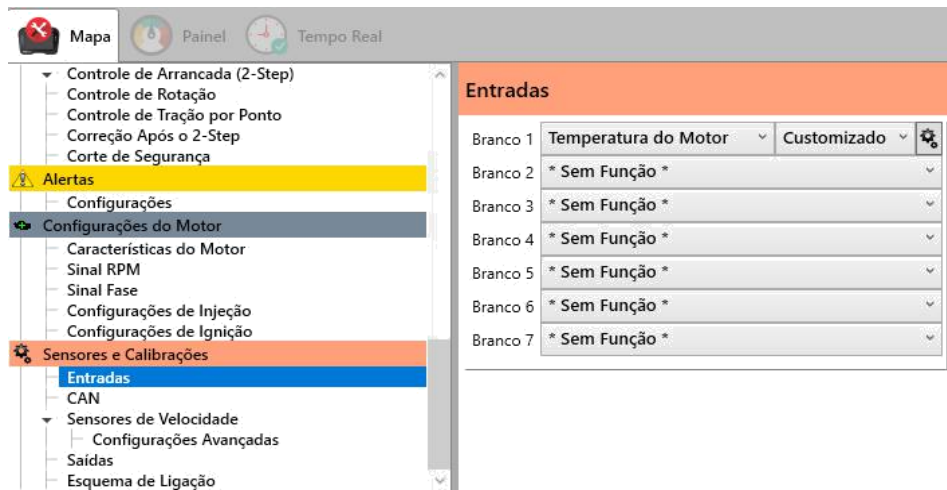 Mapa Painel Tempo Real
Controle de Arrancada (2-Step)
Controle de Rotação
Controle de Tração por Ponto
Correção Após o 2-Step
Corte de Segurança
Alertas
Configurações
Configurações do Motor
Características do Motor
Sinal RPM
Sinal Fase
Configurações de Injeção
Configurações de Ignição
Sensores e Calibrações
Entradas
CAN
Sensores de Velocidade
Configurações Avançadas
Saídas
Esquema de Ligação
Entradas
Branco 1 Temperatura do Motor Customizado
Branco 2 * Sem Função *
Branco 3 * Sem Função *
Branco 4 * Sem Função *
Branco 5 * Sem Função *
Branco 6 * Sem Função *
Branco 7 * Sem Função *